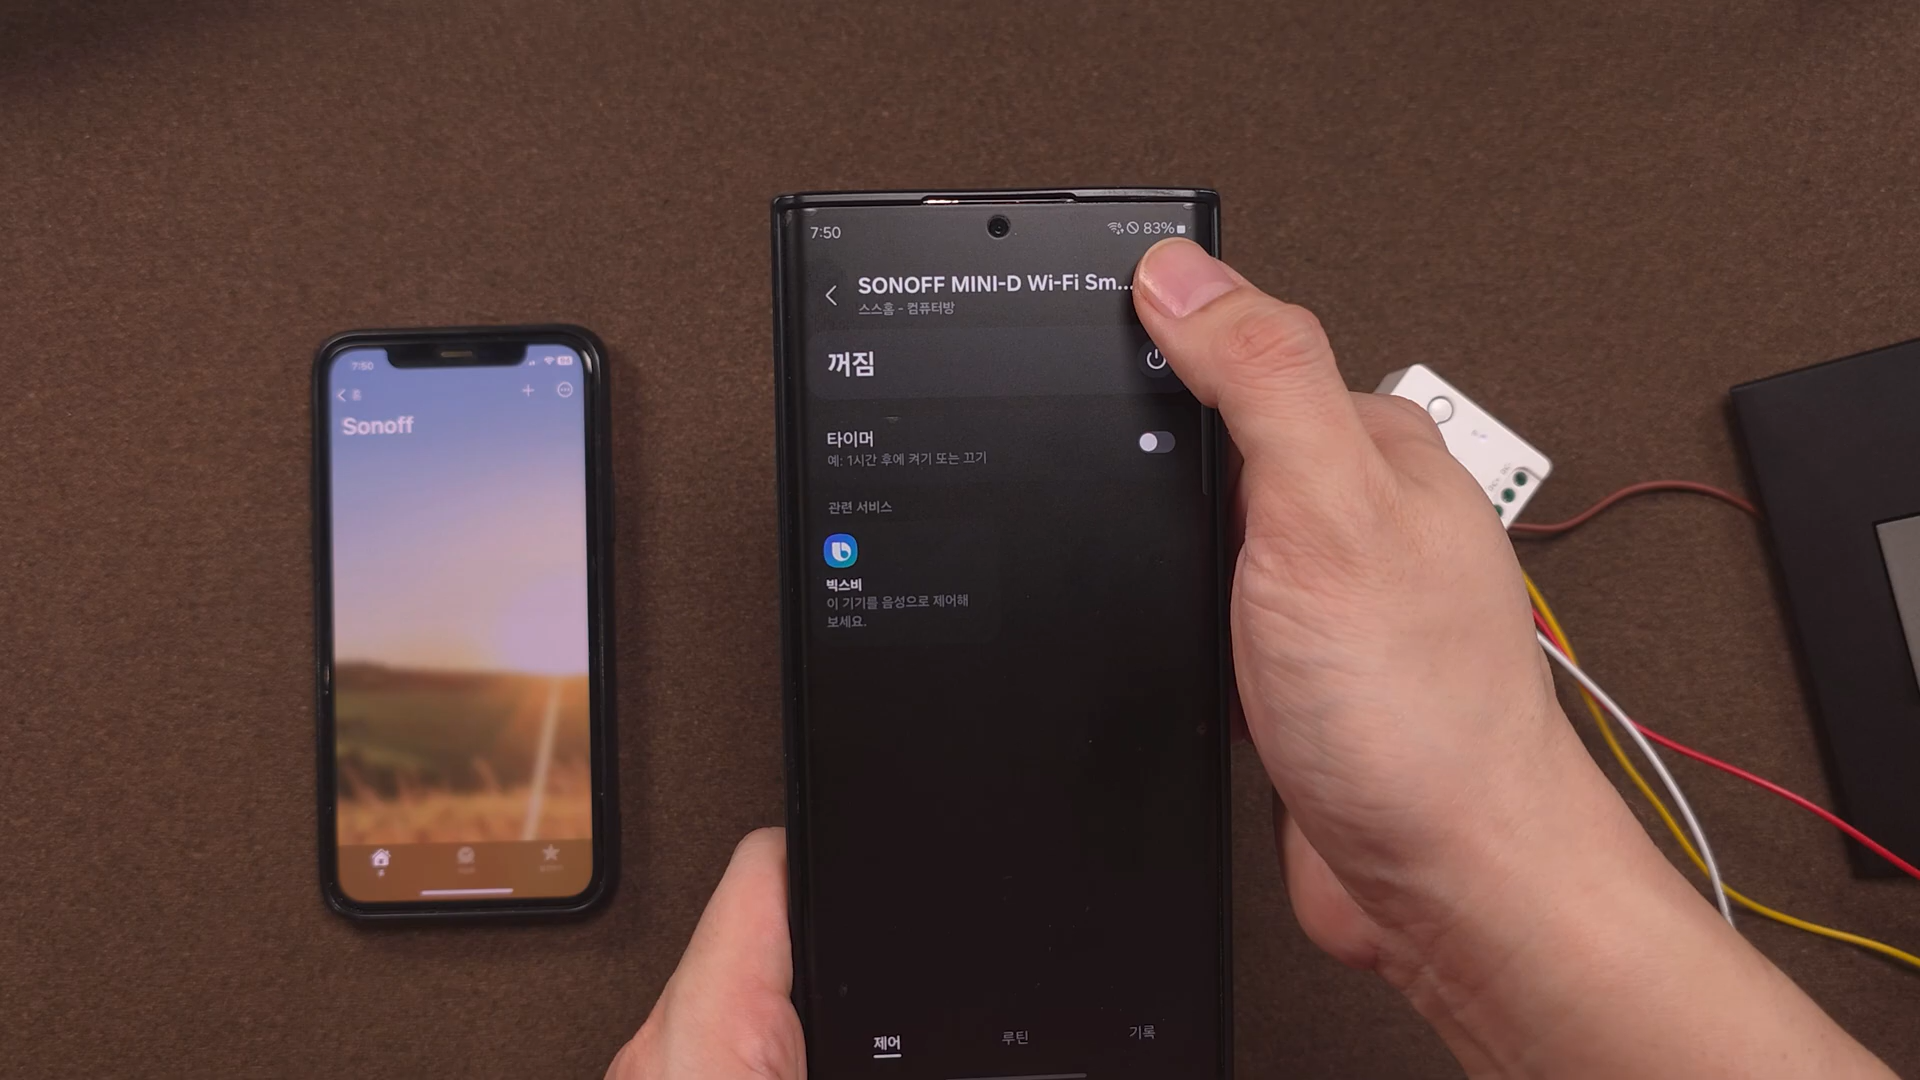 7:50
홈
Sonoff
7:50
83%
SONOFF MINI-D Wi-Fi Sm...
스스홈 - 컴퓨터방
꺼짐
타이머
예: 1시간 후에 켜기 또는 끄기
관련 서비스
빅스비
이 기기를 음성으로 제어해
보세요.
제어
루틴
기록